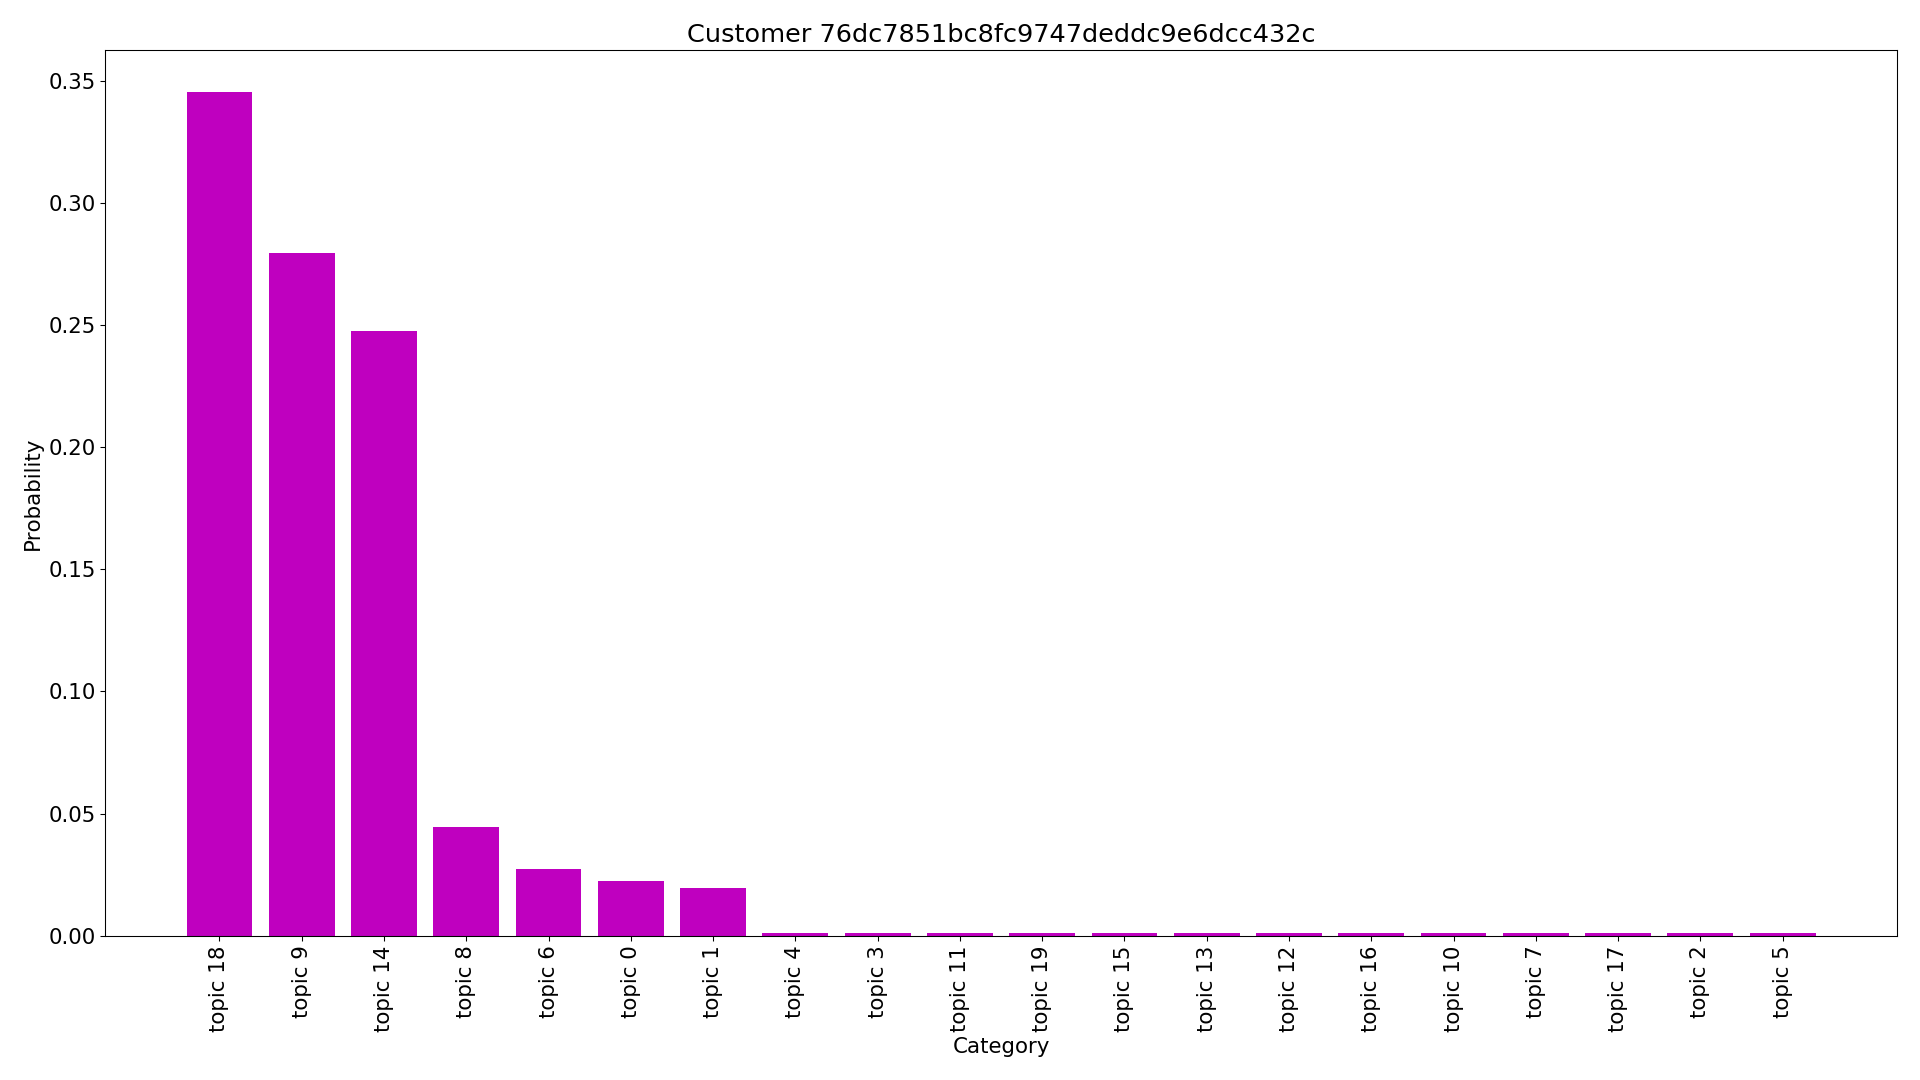 Customer 76dc7851bc8fc9747deddc9e6dcc432c
Probability
0.35
0.30
0.25
0.20
0.15
0.10
0.05
0.00
topic 18
topic 9
topic 14
topic 8
topic 6
topic 0
topic 1
topic 4
topic 3
topic 11
topic 19
topic 15
topic 13
topic 12
topic 16
topic 10
topic 7
topic 17
topic 2
topic 5
Category